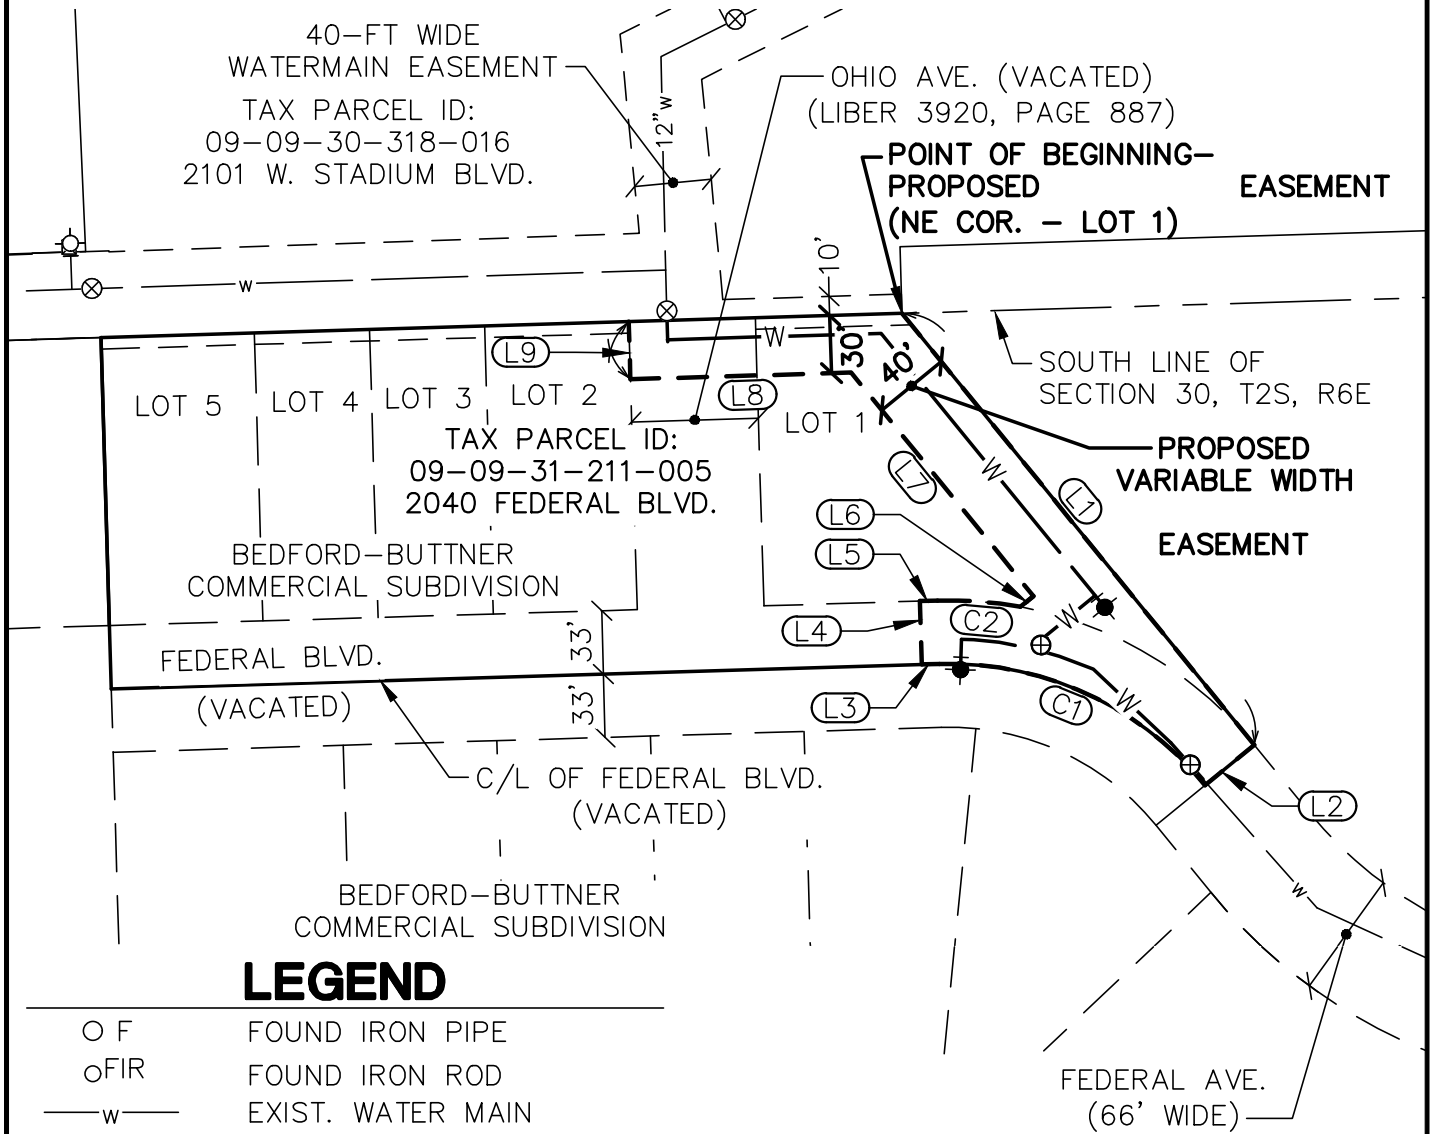 40-FT WIDE
WATERMAIN EASEMENT
TAX PARCEL ID:
09-09-30-318-016
2101 W. STADIUM BLVD.
12"w
OHIO AVE. (VACATED)
(LIBER 3920, PAGE 887)
POINT OF BEGINNING-
PROPOSED EASEMENT
(NE COR. - LOT 1)
10'
w
W
30'
40'
L9
L8
SOUTH LINE OF
SECTION 30, T2S, R6E
LOT 5
LOT 4
LOT 3
LOT 2
LOT 1
TAX PARCEL ID:
09-09-31-211-005
2040 FEDERAL BLVD.
PROPOSED
VARIABLE WIDTH
EASEMENT
L7
W
L1
L6
L5
BEDFORD-BUTTNER
COMMERCIAL SUBDIVISION
L4
C2
W
33'
FEDERAL BLVD.
(VACATED)
33'
L3
C1
W
C/L OF FEDERAL BLVD.
(VACATED)
L2
BEDFORD-BUTTNER
COMMERCIAL SUBDIVISION
w
LEGEND
F FOUND IRON PIPE
FIR FOUND IRON ROD
w EXIST. WATER MAIN
FEDERAL AVE.
(66' WIDE)